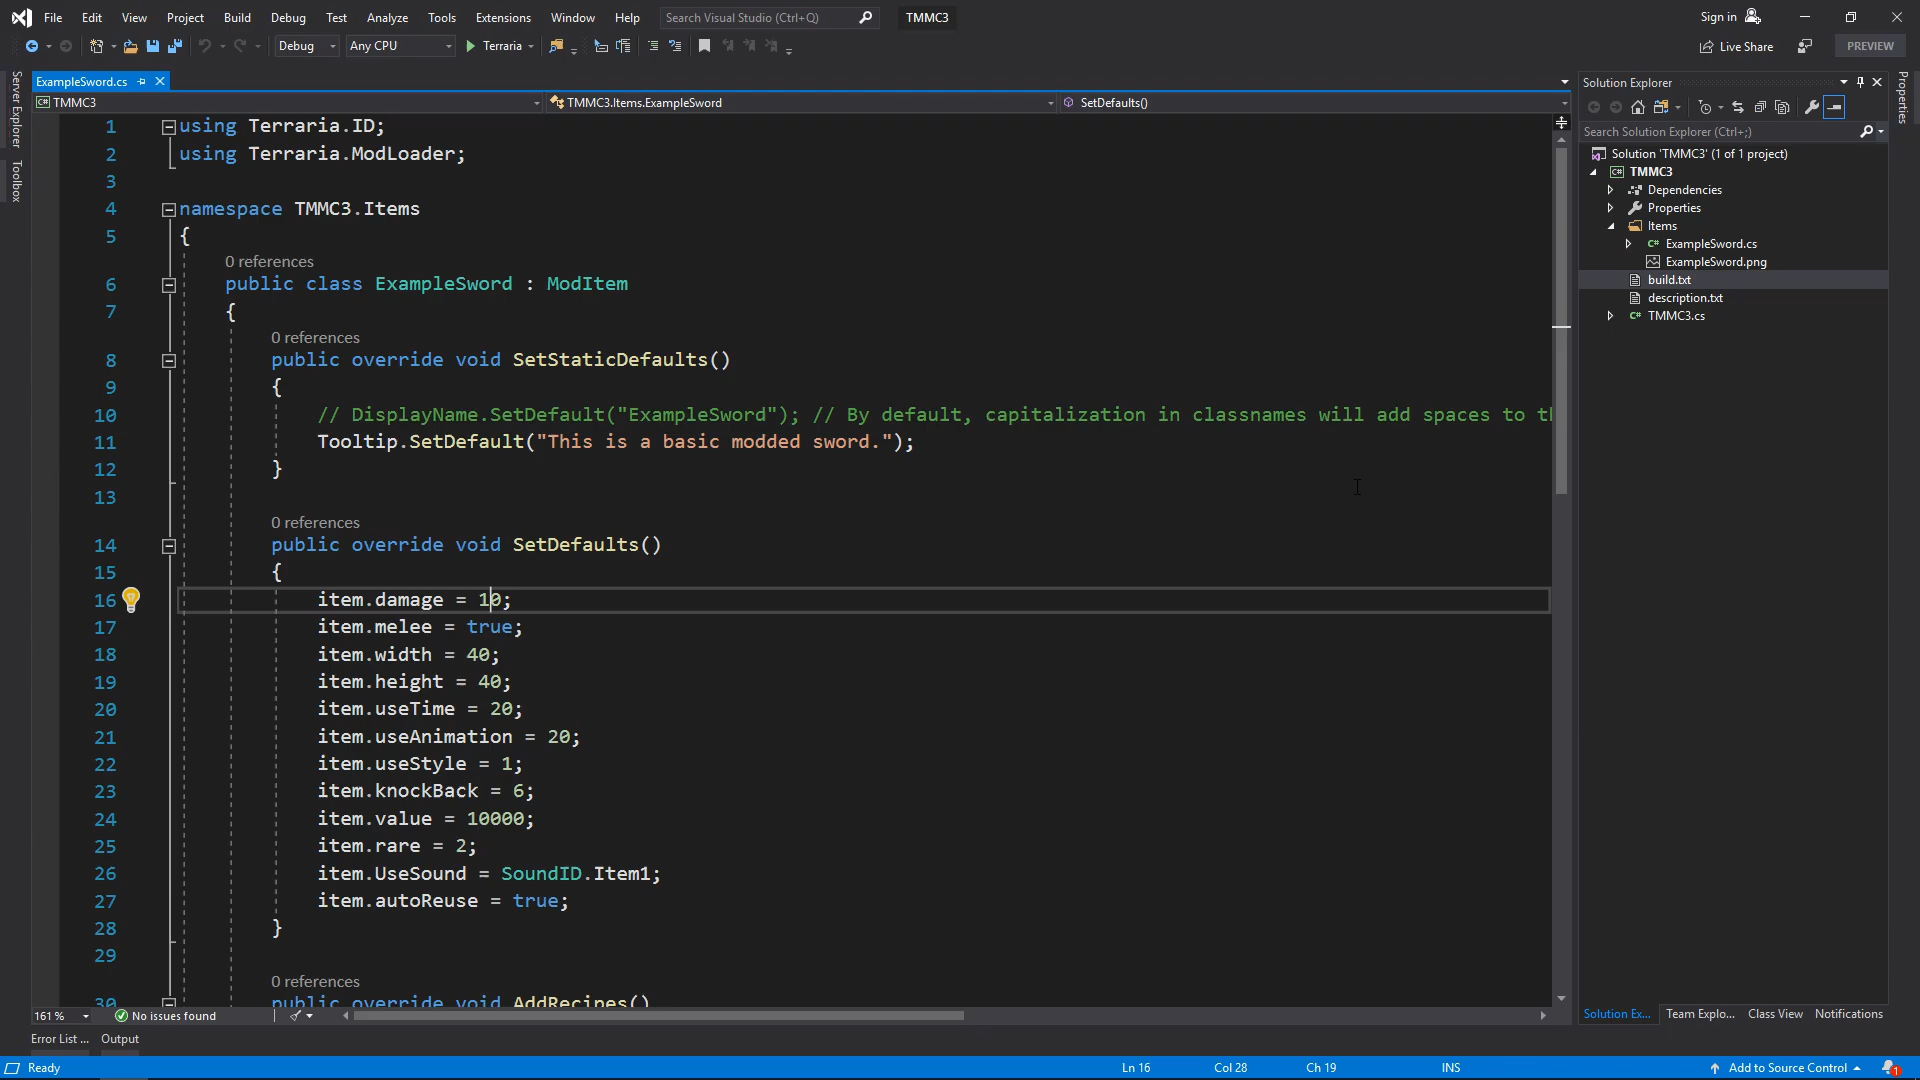 File Edit View Project Build Debug Test Analyze Tools Extensions Window Help Search Visual Studio (Ctrl+Q) TMMC3 Sign in
Debug Any CPU Terraria Live Share PREVIEW
Server Explorer
Toolbox
ExampleSword.cs
TMMC3 TMMC3.Items.ExampleSword SetDefaults()
1 using Terraria.ID;
2 using Terraria.ModLoader;
3
4 namespace TMMC3.Items
5 {
0 references
6 public class ExampleSword : ModItem
7 {
0 references
8 public override void SetStaticDefaults()
9 {
10 // DisplayName.SetDefault("ExampleSword"); // By default, capitalization in classnames will add spaces to
11 Tooltip.SetDefault("This is a basic modded sword.");
12 }
13
0 references
14 public override void SetDefaults()
15 {
16 item.damage = 10;
17 item.melee = true;
18 item.width = 40;
19 item.height = 40;
20 item.useTime = 20;
21 item.useAnimation = 20;
22 item.useStyle = 1;
23 item.knockBack = 6;
24 item.value = 10000;
25 item.rare = 2;
26 item.UseSound = SoundID.Item1;
27 item.autoReuse = true;
28 }
29
0 references
30 public override void AddRecipes()
161 % No issues found
Error List ... Output
Solution Explorer
Search Solution Explorer (Ctrl+;)
Solution 'TMMC3' (1 of 1 project)
TMMC3
Dependencies
Properties
Items
ExampleSword.cs
ExampleSword.png
build.txt
description.txt
TMMC3.cs
Solution Ex... Team Explo... Class View Notifications
Properties
Ready Ln 16 Col 28 Ch 19 INS Add to Source Control 1